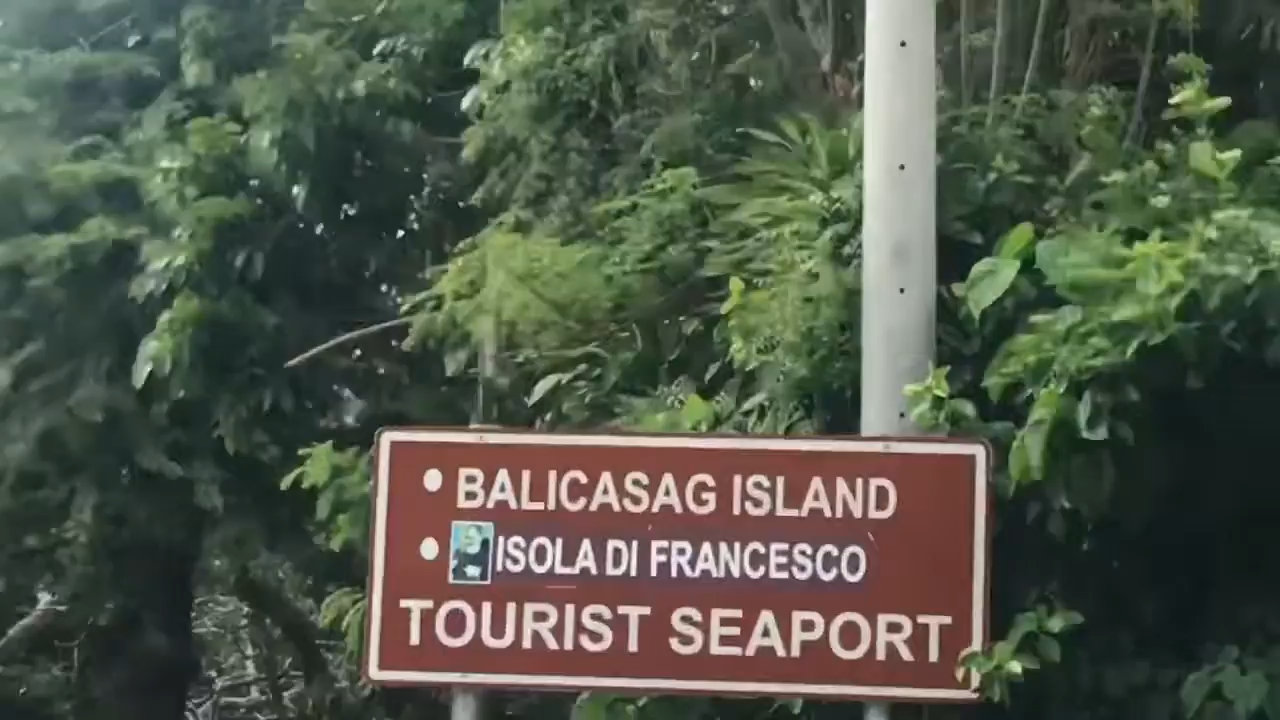 • BALICASAG ISLAND
• ISOLA DI FRANCESCO
TOURIST SEAPORT